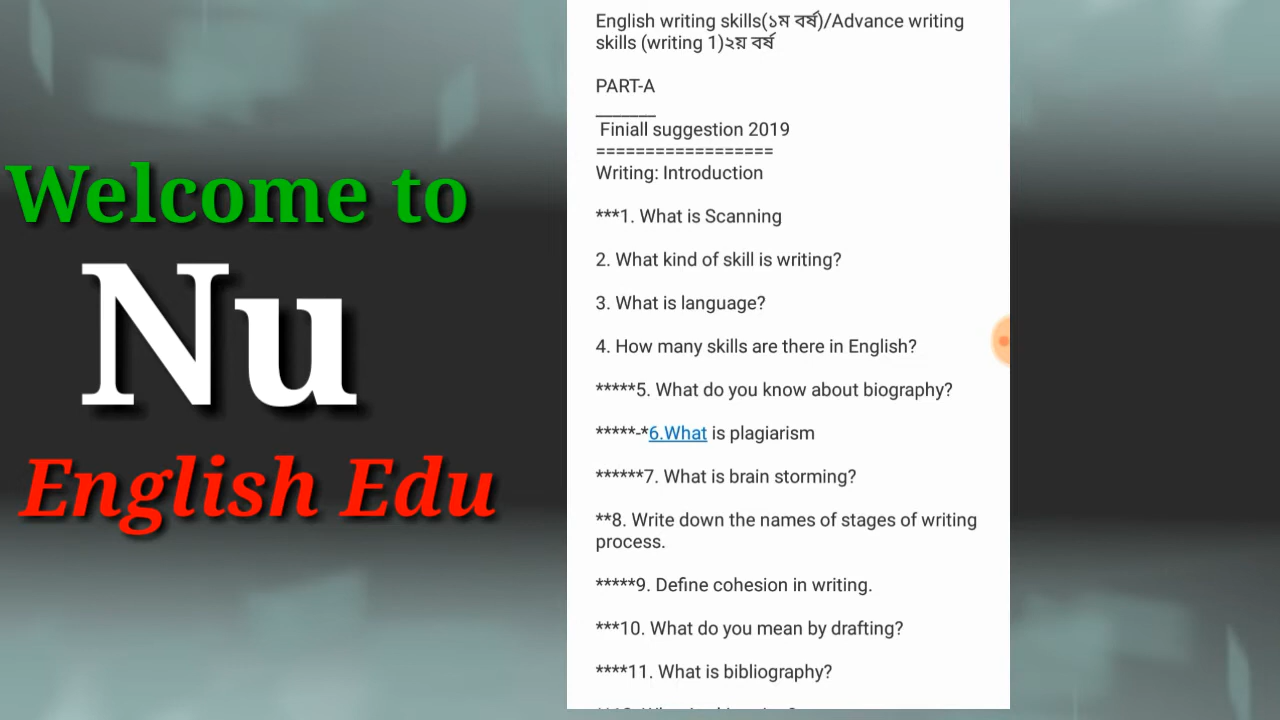 Welcome to
Nu
English Edu
English writing skills(১ম বর্ষ)/Advance writing
skills (writing 1)২য় বর্ষ
PART-A
_______
Finiall suggestion 2019
==================
Writing: Introduction
***1. What is Scanning
2. What kind of skill is writing?
3. What is language?
4. How many skills are there in English?
*****5. What do you know about biography?
*****-*6.What is plagiarism
******7. What is brain storming?
**8. Write down the names of stages of writing
process.
*****9. Define cohesion in writing.
***10. What do you mean by drafting?
****11. What is bibliography?